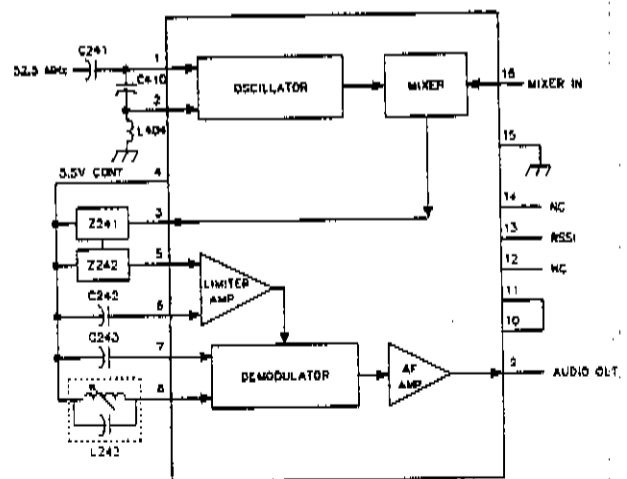 C241
52.5 MHz
1
C410
2
L404
OSCILLATOR
MIXER
16
MIXER IN
15
5.5V CONT
4
14
NC
Z241
3
13
RSSI
Z242
5
12
NC
LIMITER
AMP
C242
6
11
10
C243
7
DEMODULATOR
AF
AMP
9
AUDIO OUT
8
L242